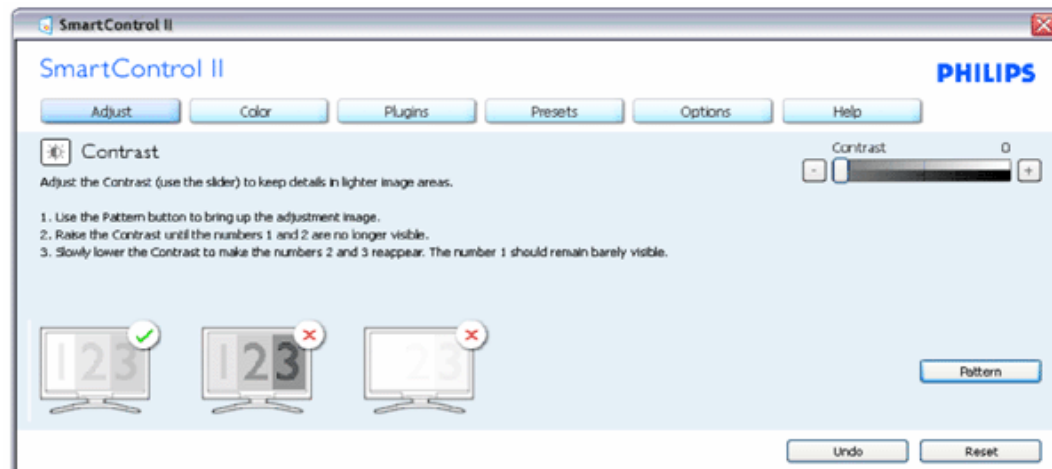 SmartControl II
SmartControl II
PHILIPS
Adjust Color Plugins Presets Options Help
Contrast
Contrast 0
- +
Adjust the Contrast (use the slider) to keep details in lighter image areas.
1. Use the Pattern button to bring up the adjustment image.
2. Raise the Contrast until the numbers 1 and 2 are no longer visible.
3. Slowly lower the Contrast to make the numbers 2 and 3 reappear. The number 1 should remain barely visible.
123 123 23
Pattern
Undo Reset